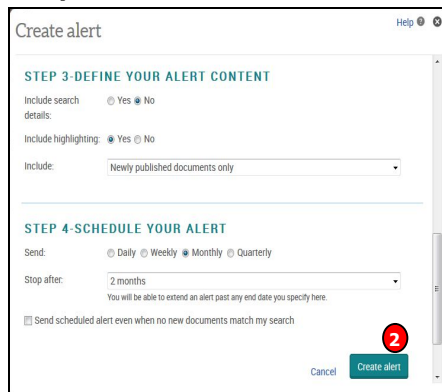 Create alert
Help ?
STEP 3-DEFINE YOUR ALERT CONTENT
Include search details:
Yes No
Include highlighting: Yes No
Include: Newly published documents only
STEP 4-SCHEDULE YOUR ALERT
Send: Daily Weekly Monthly Quarterly
Stop after: 2 months
You will be able to extend an alert past any end date you specify here.
Send scheduled alert even when no new documents match my search
2
Cancel Create alert